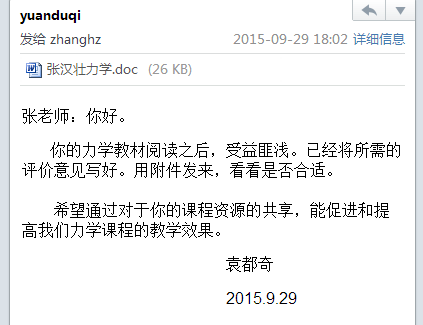 yuanduqi
发给 zhanghz 2015-09-29 18:02 详细信息
张汉壮力学.doc (26 KB)
张老师：你好。
你的力学教材阅读之后，受益匪浅。已经将所需的
评价意见写好。用附件发来，看看是否合适。
希望通过对于你的课程资源的共享，能促进和提
高我们力学课程的教学效果。
袁都奇
2015.9.29